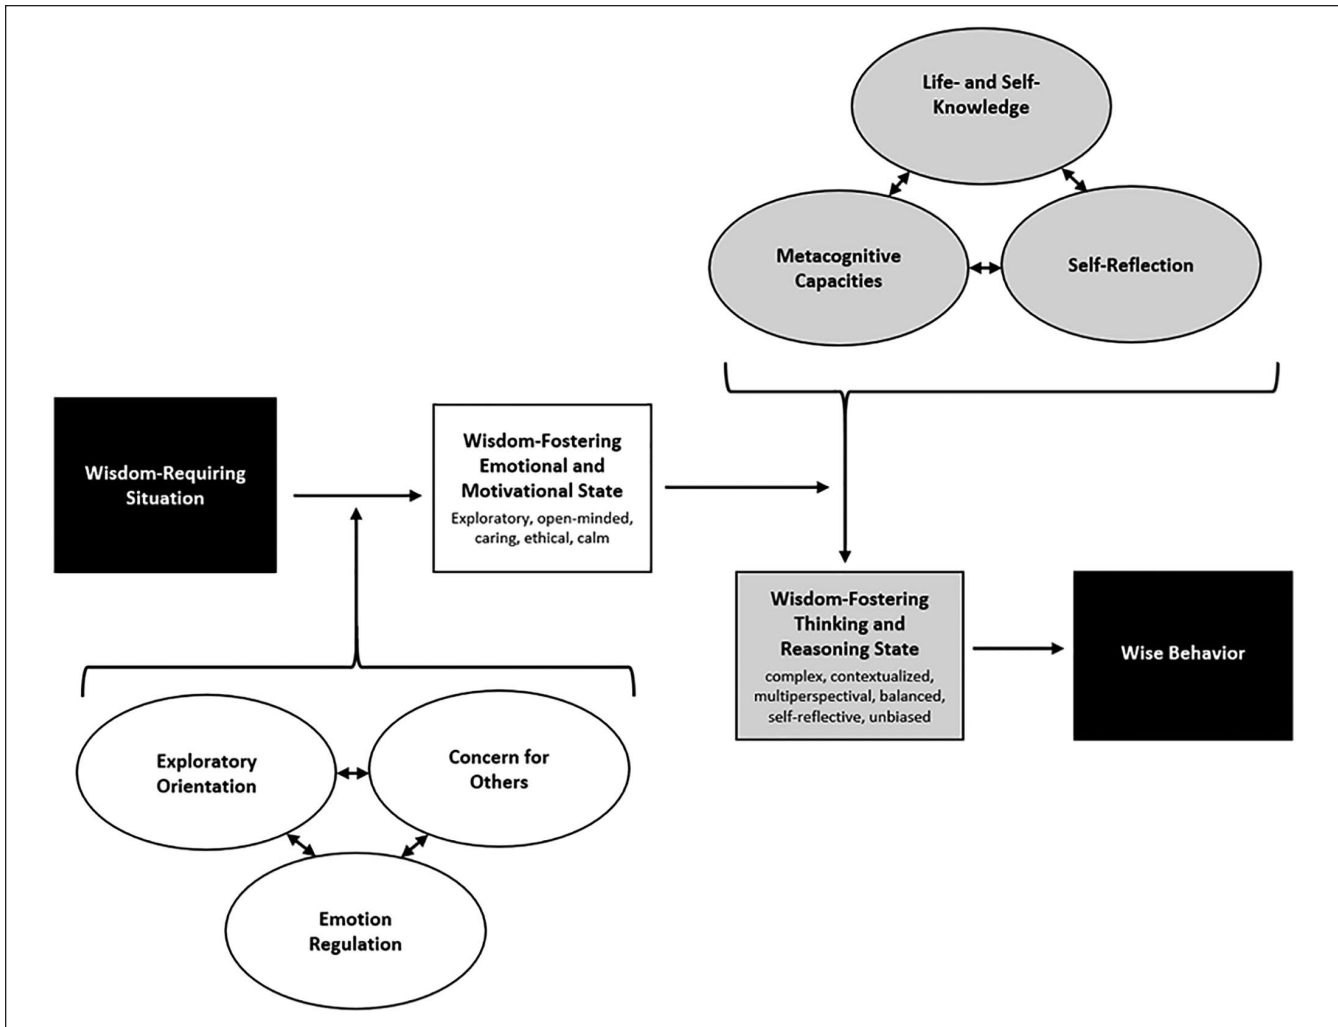 Life- and Self-
Knowledge
Metacognitive
Capacities
Self-Reflection
Wisdom-Requiring
Situation
Wisdom-Fostering
Emotional and
Motivational State
Exploratory, open-minded,
caring, ethical, calm
Wisdom-Fostering
Thinking and
Reasoning State
complex, contextualized,
multiperspectival, balanced,
self-reflective, unbiased
Wise Behavior
Exploratory
Orientation
Concern for
Others
Emotion
Regulation